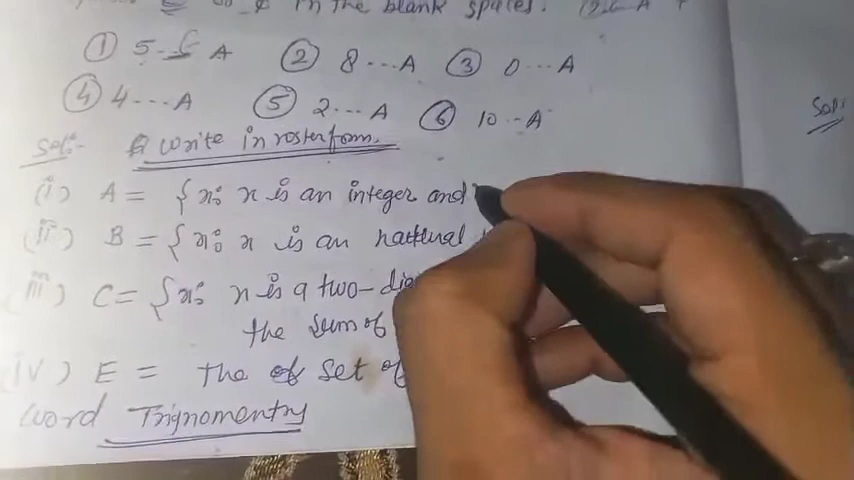 in the blank spaces.
① 5 - ∈ A ② 8 ... A ③ 0 ... A
④ 4 .... A ⑤ 2 ... A ⑥ 10 ... A
Sol:- write in roster form.
(i) A = {x: x is an integer and
(ii) B = {x: x is an natural
(iii) C = {x: x is a two-
the sum of
(iv) E = the of set of
word Trignomentry
Sol: